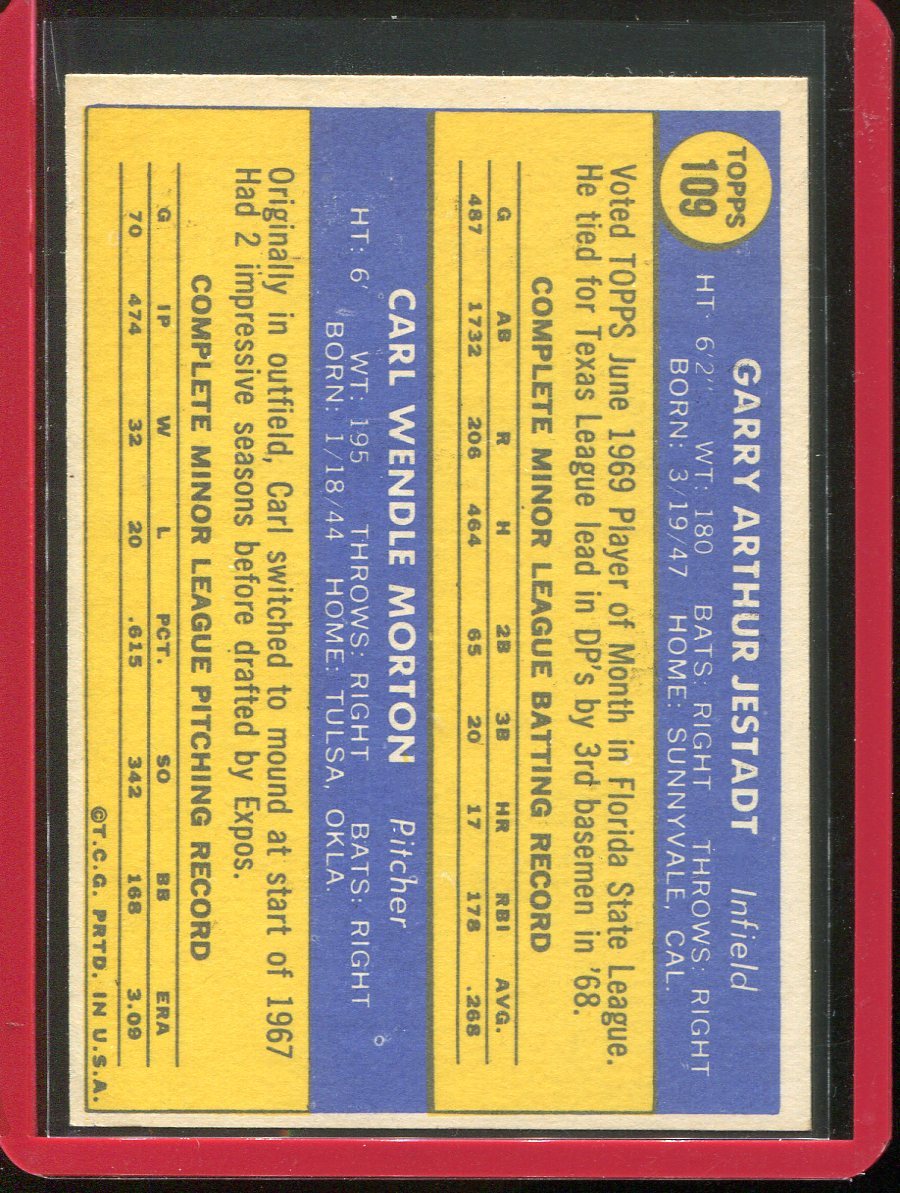 TOPPS
109
GARRY ARTHUR JESTADT Infield
HT: 6'2" WT: 180 BATS: RIGHT THROWS: RIGHT
BORN: 3/19/47 HOME: SUNNYVALE, CAL.
Voted TOPPS June 1969 Player of Month in Florida State League.
He tied for Texas League lead in DP's by 3rd basemen in '68.
COMPLETE MINOR LEAGUE BATTING RECORD
G AB R H 2B 3B HR RBI AVG.
487 1732 206 464 65 20 17 178 .268
CARL WENDLE MORTON Pitcher
HT: 6' WT: 195 THROWS: RIGHT BATS: RIGHT
BORN: 1/18/44 HOME: TULSA, OKLA.
Originally in outfield, Carl switched to mound at start of 1967
Had 2 impressive seasons before drafted by Expos.
COMPLETE MINOR LEAGUE PITCHING RECORD
G IP W L PCT. SO BB ERA
70 474 32 20 .615 342 168 3.09
©T.C.G. PRTD. IN U.S.A.